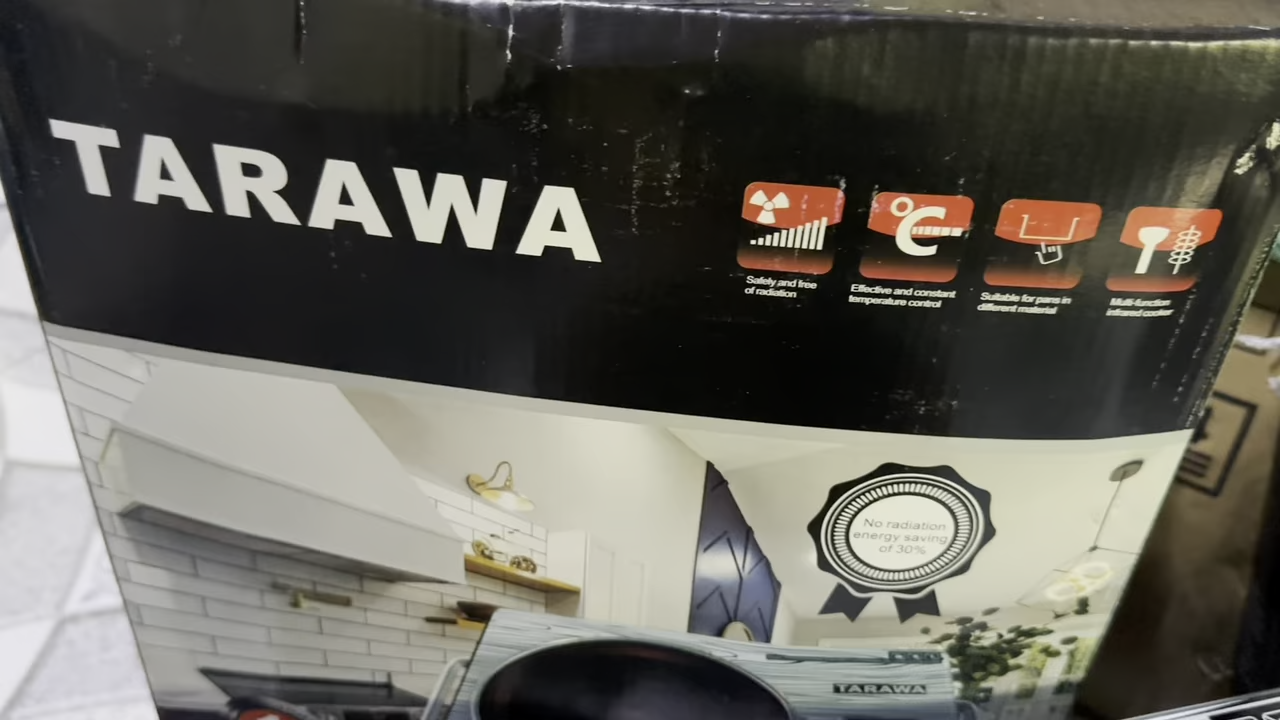 TARAWA
℃
Safely and free
of radiation
Effective and constant
temperature control
Suitable for pans in
different material
Multi-function
infrared cooker
No radiation
energy saving
of 30%
TARAWA